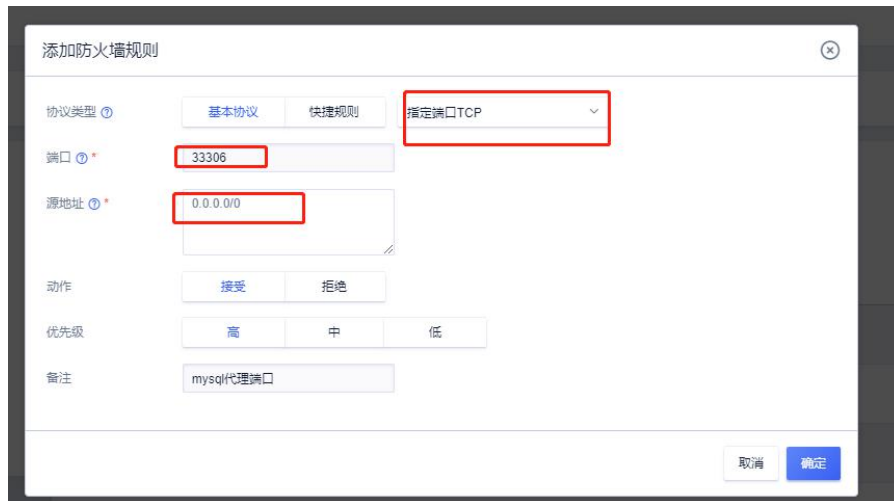 添加防火墙规则
协议类型 基本协议 快捷规则 指定端口TCP
端口 * 33306
源地址 * 0.0.0.0/0
动作 接受 拒绝
优先级 高 中 低
备注 mysql代理端口
取消 确定